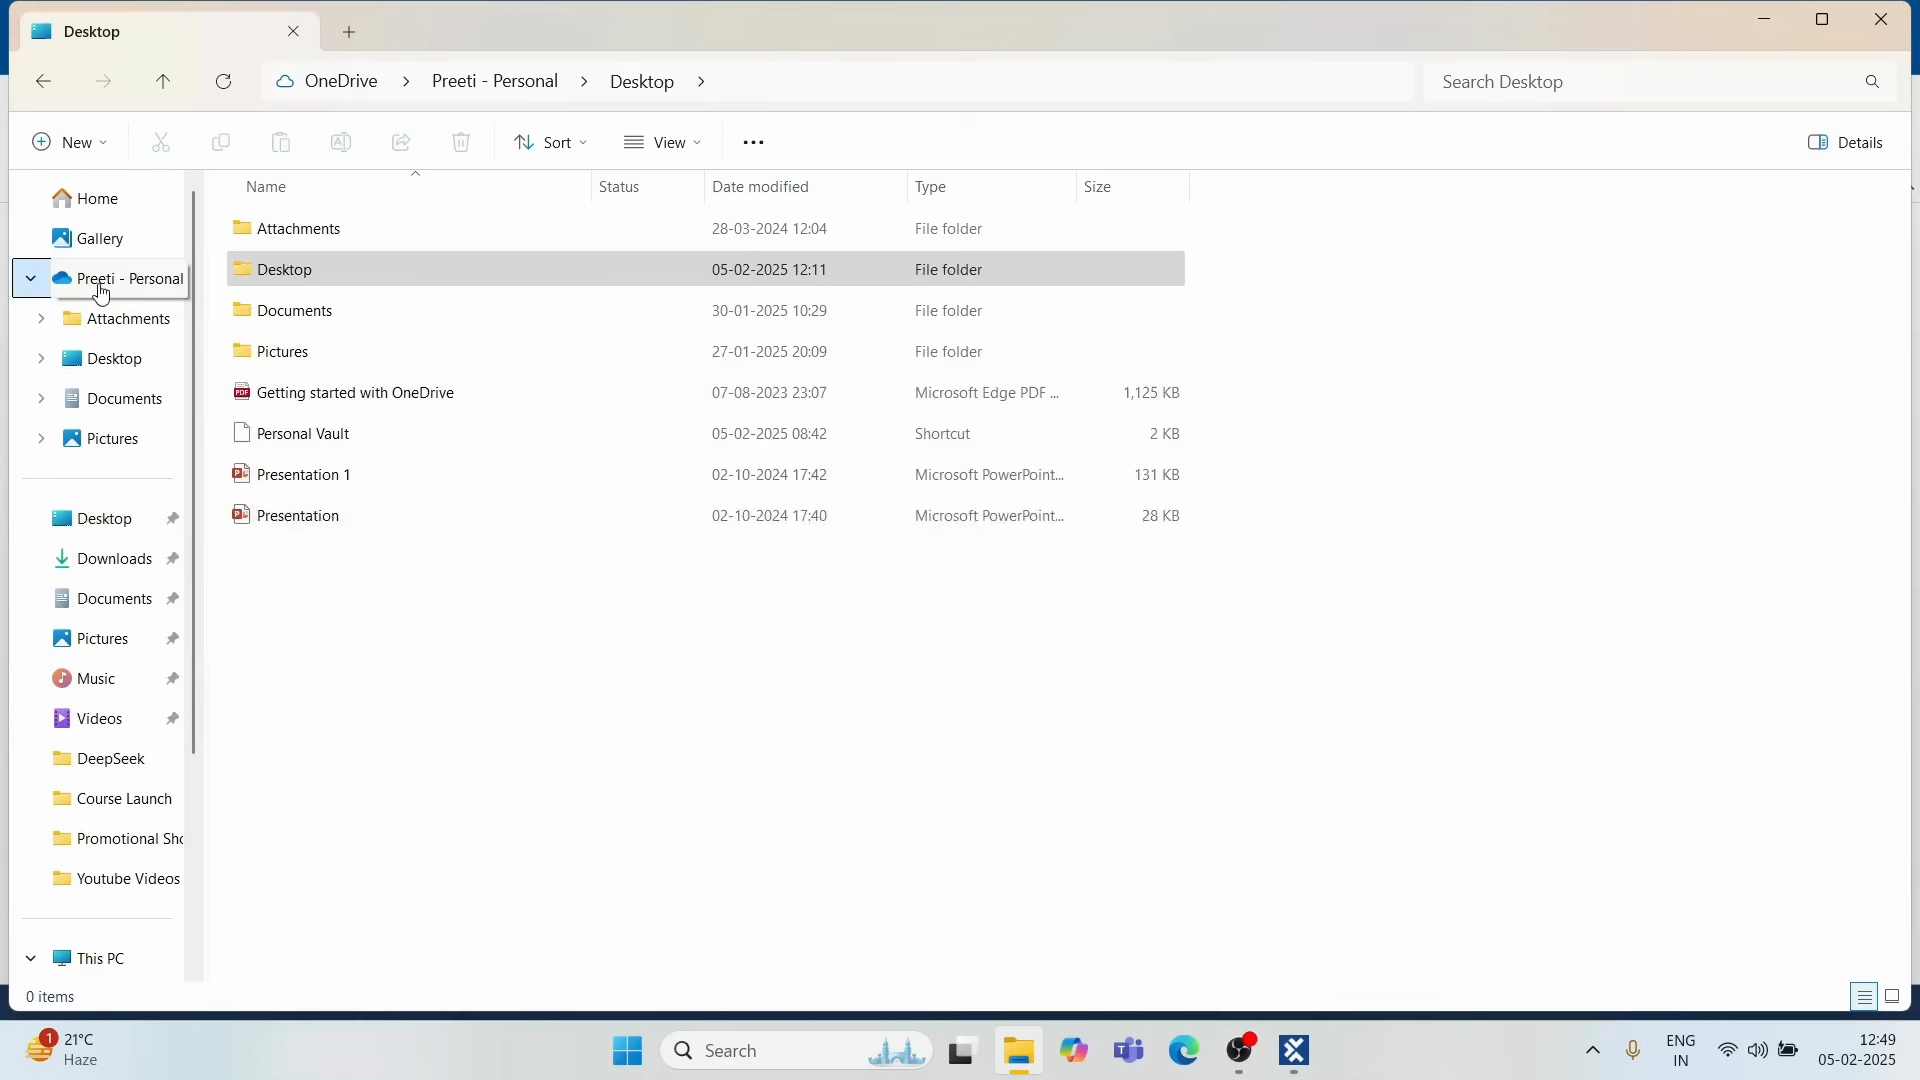 Desktop
OneDrive > Preeti - Personal > Desktop >
Search Desktop
New
Sort
View
Details
Home
Gallery
Preeti - Personal
Attachments
Desktop
Documents
Pictures
Desktop
Downloads
Documents
Pictures
Music
Videos
DeepSeek
Course Launch
Promotional Sho
Youtube Videos
This PC
Name Status Date modified Type Size
Attachments 28-03-2024 12:04 File folder
Desktop 05-02-2025 12:11 File folder
Documents 30-01-2025 10:29 File folder
Pictures 27-01-2025 20:09 File folder
PDF Getting started with OneDrive 07-08-2023 23:07 Microsoft Edge PDF ... 1,125 KB
Personal Vault 05-02-2025 08:42 Shortcut 2 KB
Presentation 1 02-10-2024 17:42 Microsoft PowerPoint... 131 KB
Presentation 02-10-2024 17:40 Microsoft PowerPoint... 28 KB
0 items
1
21°C
Haze
Search
ENG
IN
12:49
05-02-2025